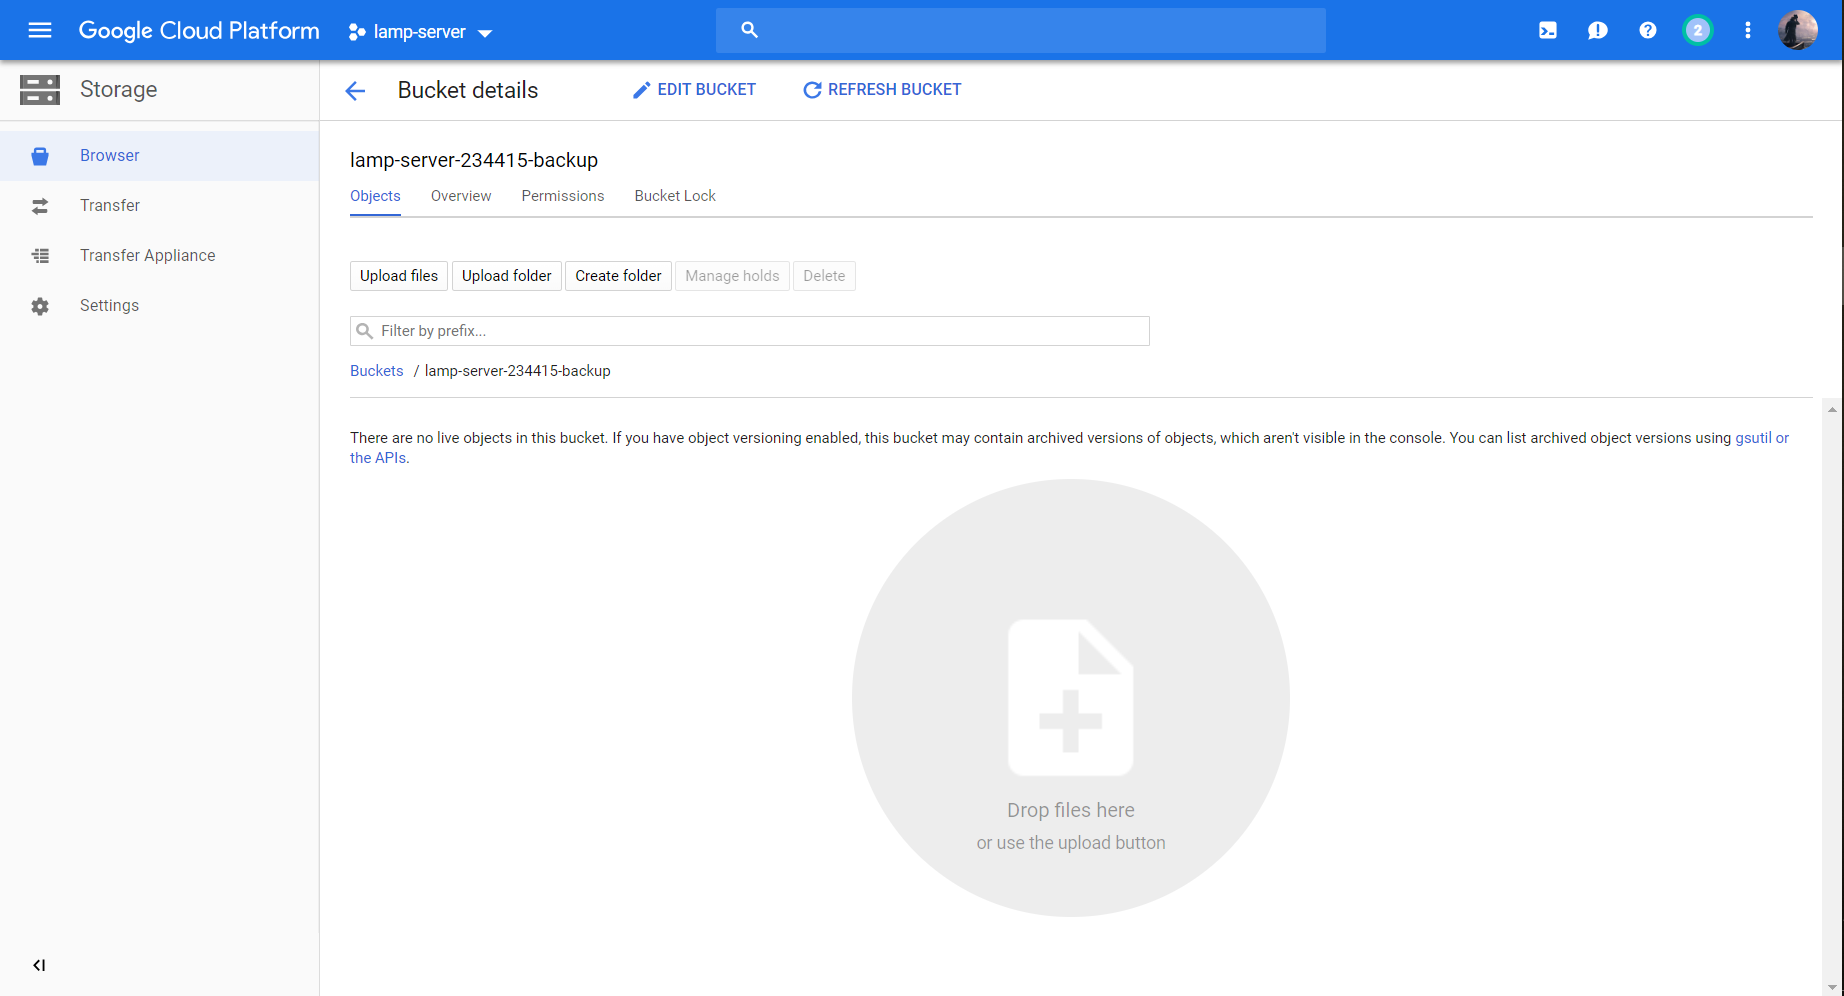 Google Cloud Platform
lamp-server
2
Storage
Bucket details
EDIT BUCKET
REFRESH BUCKET
Browser
Transfer
Transfer Appliance
Settings
lamp-server-234415-backup
Objects
Overview
Permissions
Bucket Lock
Upload files
Upload folder
Create folder
Manage holds
Delete
Filter by prefix...
Buckets / lamp-server-234415-backup
There are no live objects in this bucket. If you have object versioning enabled, this bucket may contain archived versions of objects, which aren't visible in the console. You can list archived object versions using gsutil or
the APIs.
Drop files here
or use the upload button